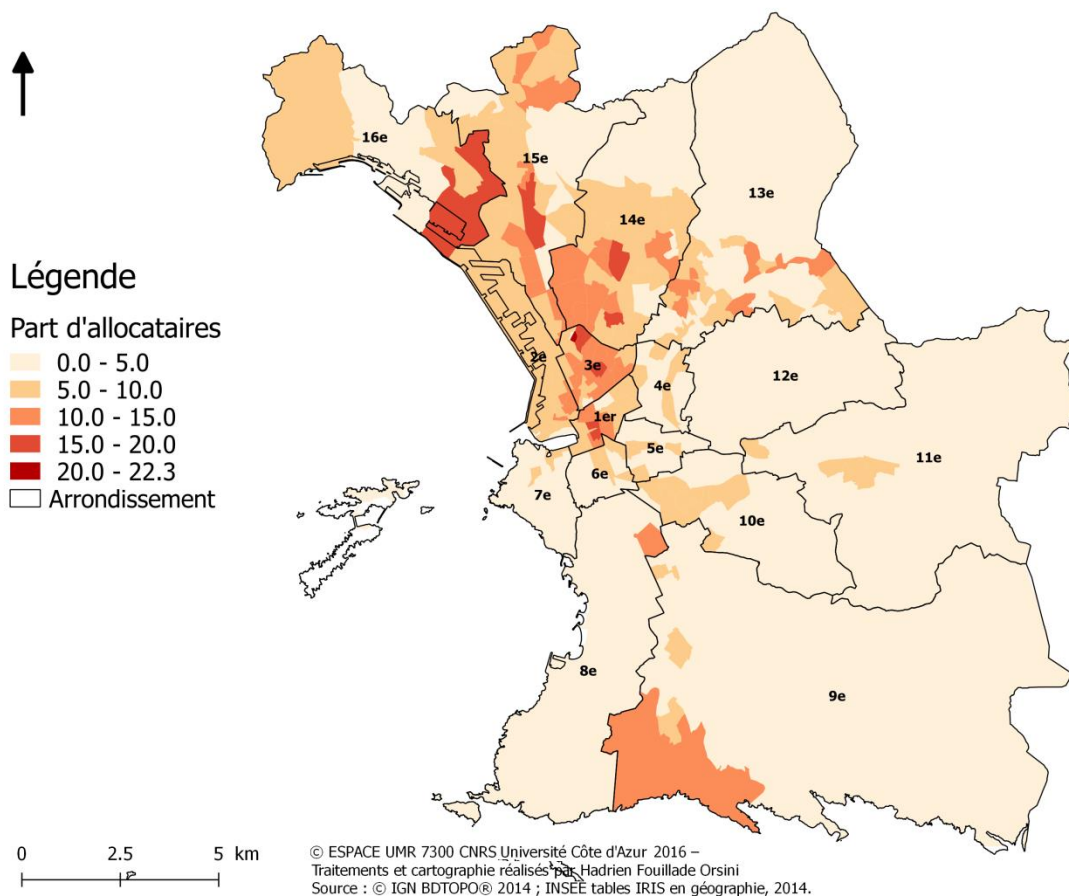 16e
15e
13e
14e
Légende
Part d'allocataires
0.0 - 5.0
5.0 - 10.0
10.0 - 15.0
15.0 - 20.0
20.0 - 22.3
Arrondissement
2e
3e
4e
12e
1er
5e
11e
6e
7e
10e
8e
9e
0 2.5 5 km
© ESPACE UMR 7300 CNRS Université Côte d'Azur 2016 –
Traitements et cartographie réalisés par Hadrien Fouillade Orsini
Source : © IGN BDTOPO® 2014 ; INSEE tables IRIS en géographie, 2014.